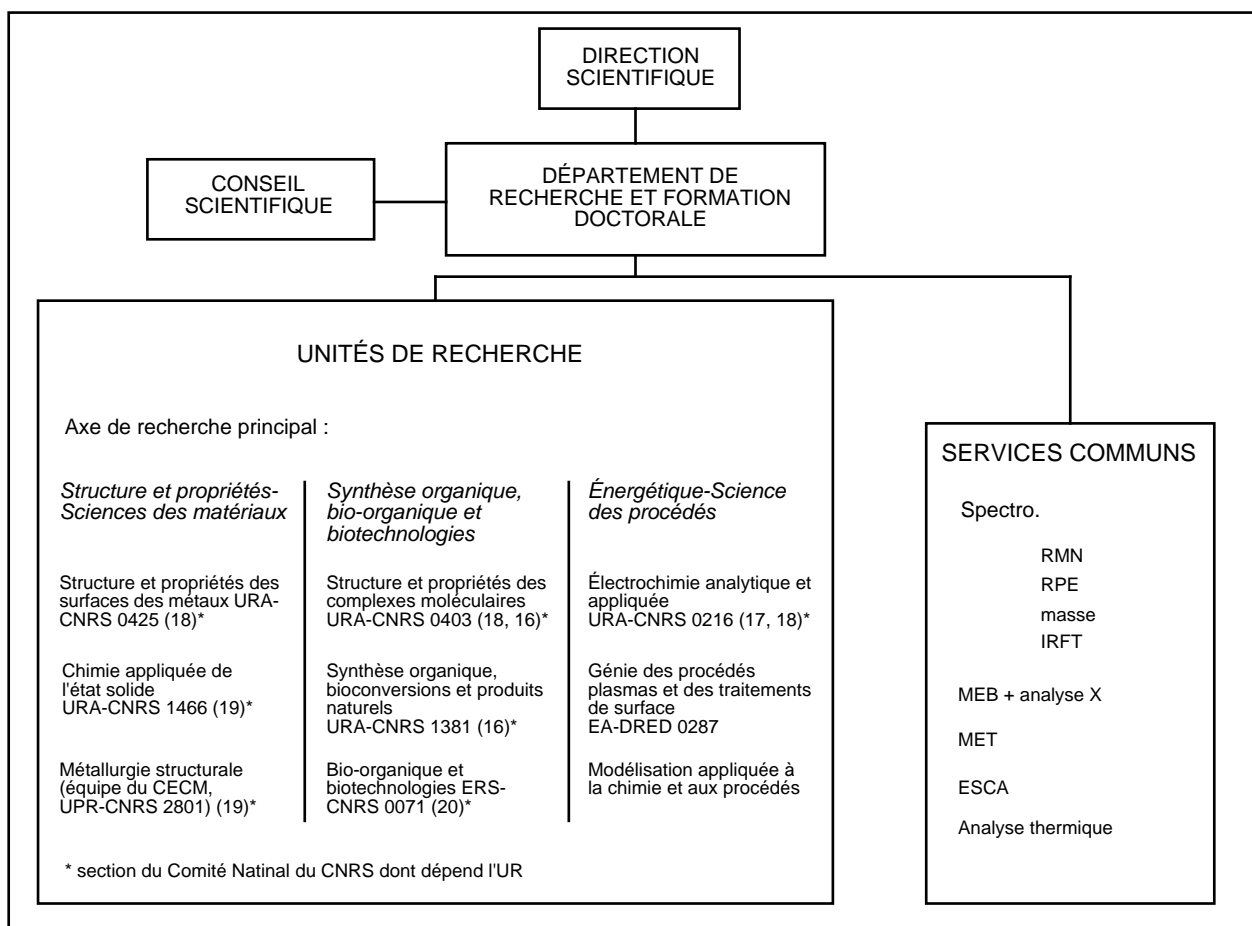 DIRECTION
SCIENTIFIQUE
CONSEIL
SCIENTIFIQUE
DÉPARTEMENT DE
RECHERCHE ET FORMATION
DOCTORALE
UNITÉS DE RECHERCHE
Axe de recherche principal :
Structure et propriétés-
Sciences des matériaux
Structure et propriétés des
surfaces des métaux URA-
CNRS 0425 (18)*
Chimie appliquée de
l'état solide
URA-CNRS 1466 (19)*
Métallurgie structurale
(équipe du CECM,
UPR-CNRS 2801) (19)*
Synthèse organique,
bio-organique et
biotechnologies
Structure et propriétés des
complexes moléculaires
URA-CNRS 0403 (18, 16)*
Synthèse organique,
bioconversions et produits
naturels
URA-CNRS 1381 (16)*
Bio-organique et
biotechnologies ERS-
CNRS 0071 (20)*
Énergétique-Science
des procédés
Électrochimie analytique et
appliquée
URA-CNRS 0216 (17, 18)*
Génie des procédés
plasmas et des traitements
de surface
EA-DRED 0287
Modélisation appliquée à
la chimie et aux procédés
* section du Comité Natinal du CNRS dont dépend l'UR
SERVICES COMMUNS
Spectro.
RMN
RPE
masse
IRFT
MEB + analyse X
MET
ESCA
Analyse thermique